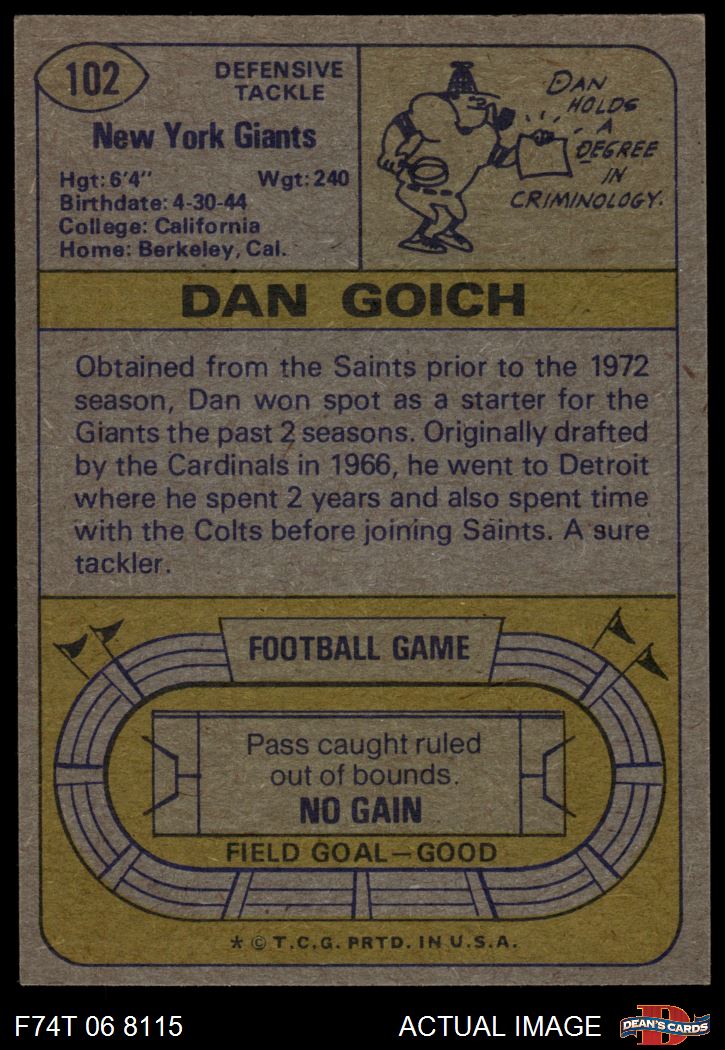 102
DEFENSIVE
TACKLE
New York Giants
Hgt: 6'4" Wgt: 240
Birthdate: 4-30-44
College: California
Home: Berkeley, Cal.
DAN
HOLDS
A
DEGREE
IN
CRIMINOLOGY.
DAN GOICH
Obtained from the Saints prior to the 1972
season, Dan won spot as a starter for the
Giants the past 2 seasons. Originally drafted
by the Cardinals in 1966, he went to Detroit
where he spent 2 years and also spent time
with the Colts before joining Saints. A sure
tackler.
FOOTBALL GAME
Pass caught ruled
out of bounds.
NO GAIN
FIELD GOAL—GOOD
* © T.C.G. PRTD. IN U.S.A.
F74T 06 8115 ACTUAL IMAGE
DEAN'S CARDS